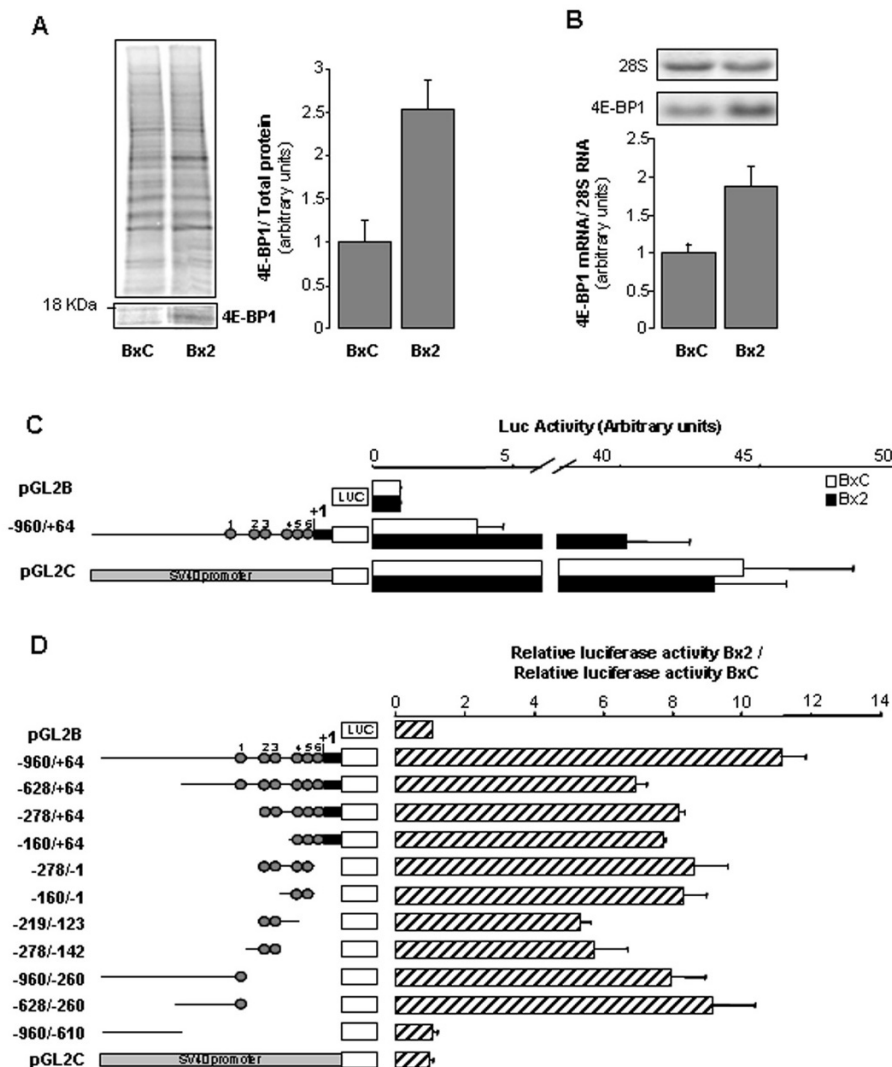 A
18 KDa
4E-BP1
BxC Bx2
4E-BP1/ Total protein
(arbitrary units)
3
2.5
2
1.5
1
0.5
0
BxC Bx2
B
28S
4E-BP1
4E-BP1 mRNA/ 28S RNA
(arbitrary units)
2.5
2
1.5
1
0.5
0
BxC Bx2
C
Luc Activity (Arbitrary units)
0 5 40 45 50
BxC
Bx2
pGL2B LUC
-960/+64 1 2 3 4 5 6 +1
pGL2C SV40 promoter
D
Relative luciferase activity Bx2 /
Relative luciferase activity BxC
0 2 4 6 8 10 12 14
pGL2B LUC
-960/+64 1 2 3 4 5 6 +1
-628/+64
-278/+64
-160/+64
-278/-1
-160/-1
-219/-123
-278/-142
-960/-260
-628/-260
-960/-610
pGL2C SV40 promoter